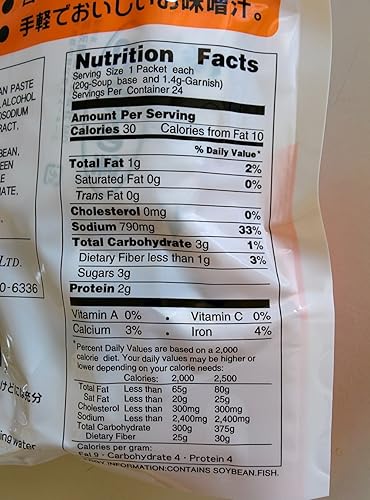 手軽でおいしいお味噌汁。
AN PASTE
ALCOHOL
OSODIUM
RACT.
BEAN,
EEN
E
ATE,
LTD.
0-6336
ing water
Nutrition Facts
Serving Size 1 Packet each
(20g-Soup base and 1.4g-Garnish)
Servings Per Container 24
Amount Per Serving
Calories 30 Calories from Fat 10
% Daily Value*
Total Fat 1g 2%
Saturated Fat 0g 0%
Trans Fat 0g
Cholesterol 0mg 0%
Sodium 790mg 33%
Total Carbohydrate 3g 1%
Dietary Fiber less than 1g 3%
Sugars 3g
Protein 2g
Vitamin A 0% • Vitamin C 0%
Calcium 3% • Iron 4%
*Percent Daily Values are based on a 2,000
calorie diet. Your daily values may be higher or
lower depending on your calorie needs:
Calories: 2,000 2,500
Total Fat Less than 65g 80g
Sat Fat Less than 20g 25g
Cholesterol Less than 300mg 300mg
Sodium Less than 2,400mg 2,400mg
Total Carbohydrate 300g 375g
Dietary Fiber 25g 30g
Calories per gram:
Fat 9 · Carbohydrate 4 · Protein 4
INFORMATION:CONTAINS SOYBEAN,FISH.